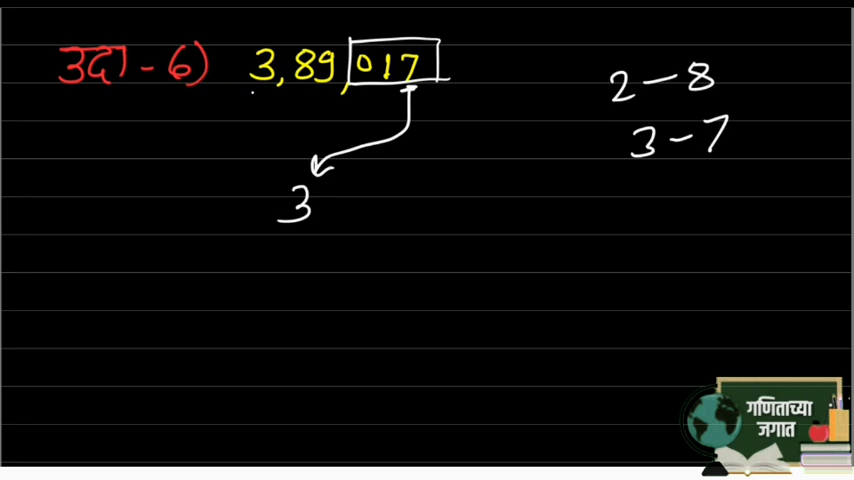 उदा - 6) 3,89,017
2 - 8
3 - 7
3
गणिताच्या
जगात